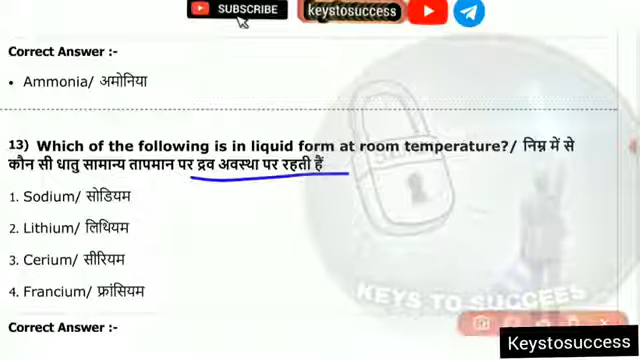 SUBSCRIBE
keystosuccess
Correct Answer :-
• Ammonia/ अमोनिया
13) Which of the following is in liquid form at room temperature?/ निम्न में से
कौन सी धातु सामान्य तापमान पर द्रव अवस्था पर रहती हैं
1. Sodium/ सोडियम
2. Lithium/ लिथियम
3. Cerium/ सीरियम
4. Francium/ फ्रांसियम
KEYS TO SUCCEES
Correct Answer :-
Keystosuccess